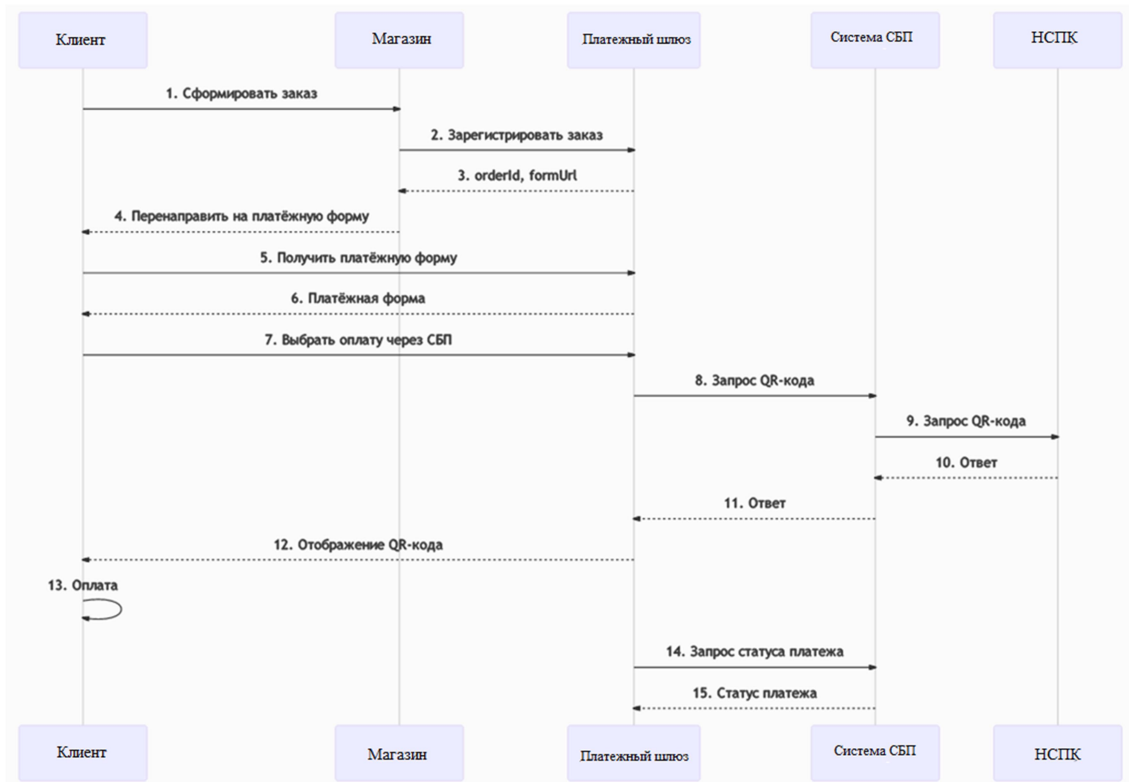 Клиент
Магазин
Платежный шлюз
Система СБП
НСПК
1. Сформировать заказ
2. Зарегистрировать заказ
3. orderId, formUrl
4. Перенаправить на платёжную форму
5. Получить платёжную форму
6. Платёжная форма
7. Выбрать оплату через СБП
8. Запрос QR-кода
9. Запрос QR-кода
10. Ответ
11. Ответ
12. Отображение QR-кода
13. Оплата
14. Запрос статуса платежа
15. Статус платежа
Клиент
Магазин
Платежный шлюз
Система СБП
НСПК